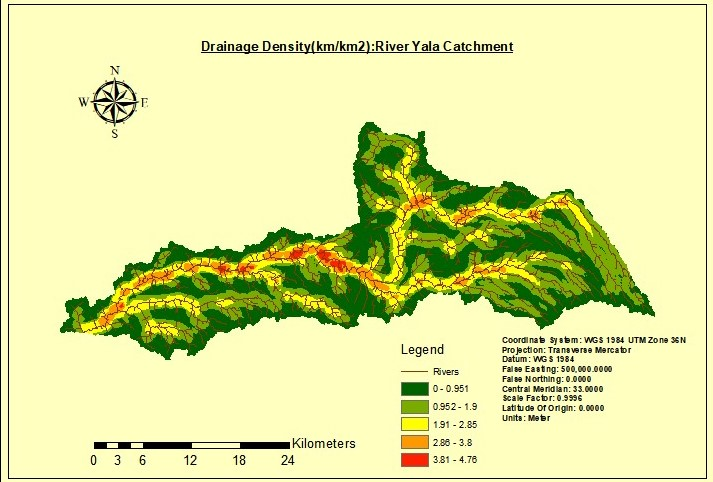 Drainage Density(km/km2):River Yala Catchment
N
W E
S
Legend
Rivers
0 - 0.951
0.952 - 1.9
1.91 - 2.85
2.86 - 3.8
3.81 - 4.76
Coordinate System: WGS 1984 UTM Zone 36N
Projection: Transverse Mercator
Datum: WGS 1984
False Easting: 500,000.0000
False Northing: 0.0000
Central Meridian: 33.0000
Scale Factor: 0.9996
Latitude Of Origin: 0.0000
Units: Meter
Kilometers
0 3 6 12 18 24